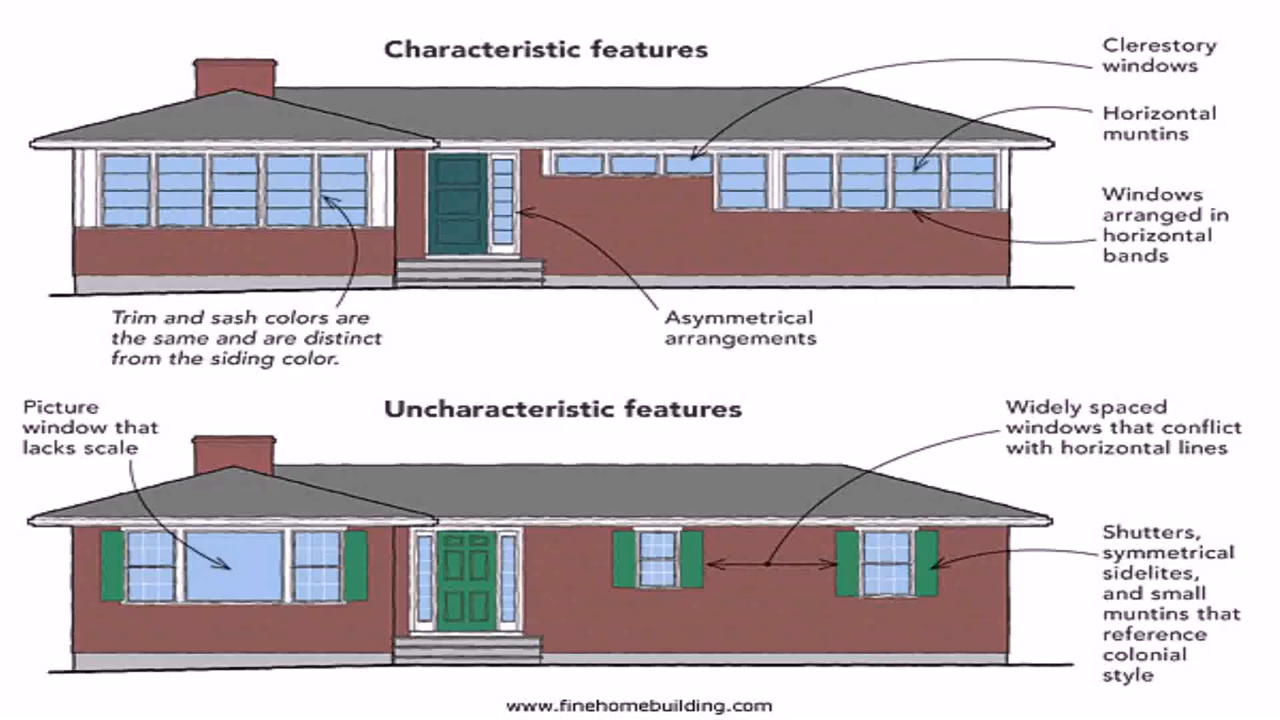 Characteristic features
Clerestory
windows
Horizontal
muntins
Windows
arranged in
horizontal
bands
Trim and sash colors are
the same and are distinct
from the siding color.
Asymmetrical
arrangements
Uncharacteristic features
Picture
window that
lacks scale
Widely spaced
windows that conflict
with horizontal lines
Shutters,
symmetrical
sidelites,
and small
muntins that
reference
colonial
style
www.finehomebuilding.com